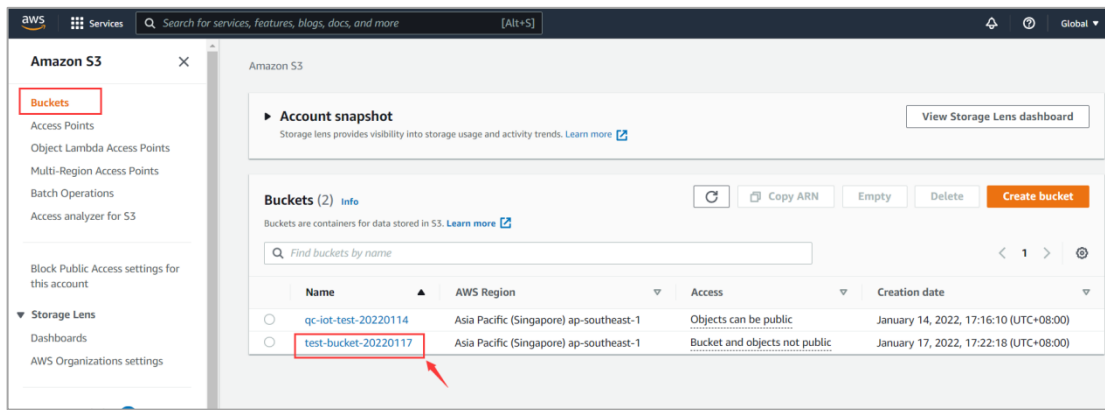 aws
Services
Search for services, features, blogs, docs, and more
[Alt+S]
Global
Amazon S3
Buckets
Access Points
Object Lambda Access Points
Multi-Region Access Points
Batch Operations
Access analyzer for S3
Block Public Access settings for
this account
Storage Lens
Dashboards
AWS Organizations settings
Amazon S3
Account snapshot
Storage lens provides visibility into storage usage and activity trends. Learn more
View Storage Lens dashboard
Buckets (2) Info
Copy ARN
Empty
Delete
Create bucket
Buckets are containers for data stored in S3. Learn more
Find buckets by name
1
Name AWS Region Access Creation date
qc-iot-test-20220114 Asia Pacific (Singapore) ap-southeast-1 Objects can be public January 14, 2022, 17:16:10 (UTC+08:00)
test-bucket-20220117 Asia Pacific (Singapore) ap-southeast-1 Bucket and objects not public January 17, 2022, 17:22:18 (UTC+08:00)